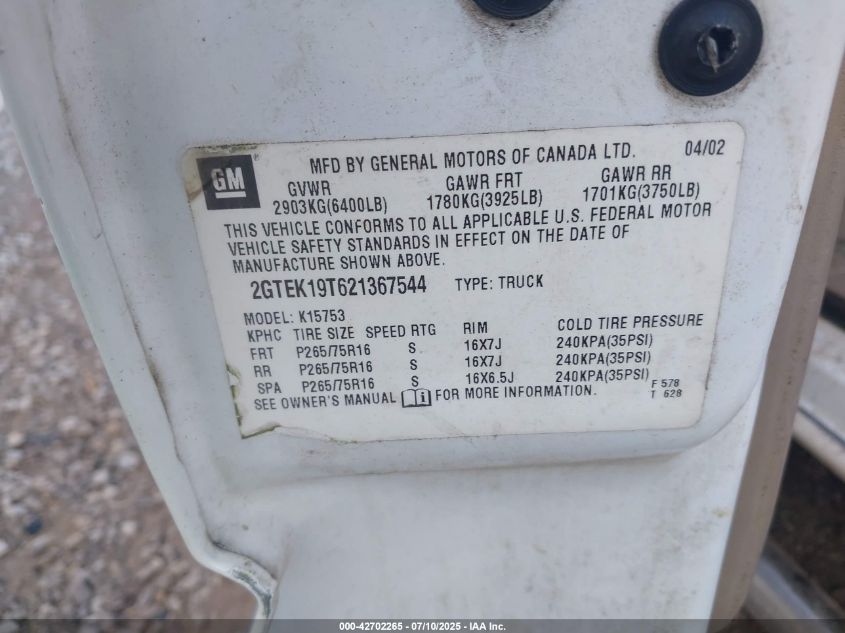 GM
MFD BY GENERAL MOTORS OF CANADA LTD. 04/02
GVWR GAWR FRT GAWR RR
2903KG(6400LB) 1780KG(3925LB) 1701KG(3750LB)
THIS VEHICLE CONFORMS TO ALL APPLICABLE U.S. FEDERAL MOTOR
VEHICLE SAFETY STANDARDS IN EFFECT ON THE DATE OF
MANUFACTURE SHOWN ABOVE.
2GTEK19T621367544 TYPE: TRUCK
MODEL: K15753
KPHC TIRE SIZE SPEED RTG RIM COLD TIRE PRESSURE
FRT P265/75R16 S 16X7J 240KPA(35PSI)
RR P265/75R16 S 16X7J 240KPA(35PSI)
SPA P265/75R16 S 16X6.5J 240KPA(35PSI)
SEE OWNER'S MANUAL i FOR MORE INFORMATION.
F 578
T 628
000-42702265 - 07/10/2025 - IAA Inc.